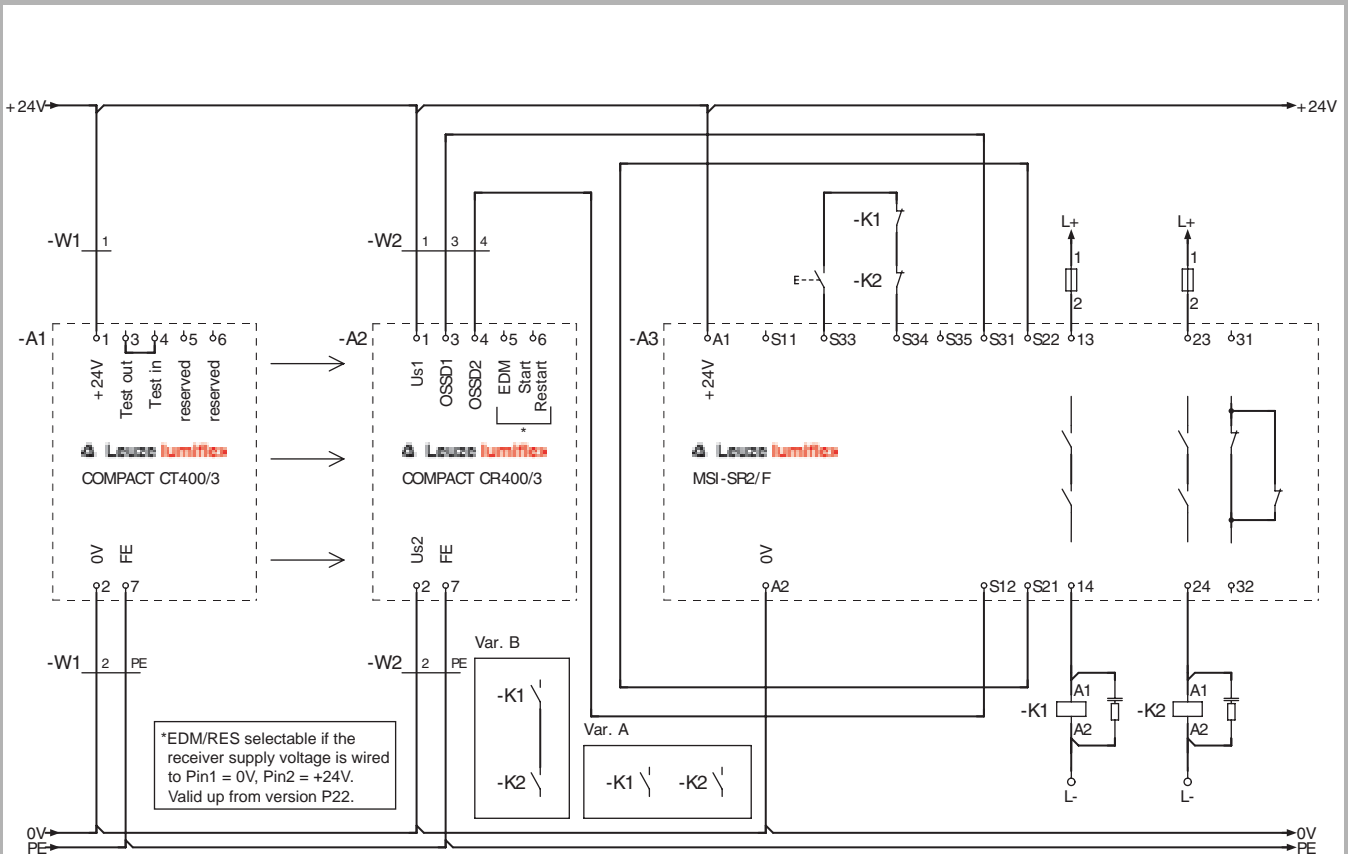 +24V +24V
-K1 L+ L+
-W1 1 -W2 1 3 4
-K2 1 1
2 2
-A1 1 3 4 5 6 -A2 1 3 4 5 6 -A3 A1 S11 S33 S34 S35 S31 S22 13 23 31
+24V Test out Test in reserved reserved
Us1 OSSD1 OSSD2 EDM Start Restart
*
+24V
Leuze lumiflex Leuze lumiflex Leuze lumiflex
COMPACT CT400/3 COMPACT CR400/3 MSI-SR2/F
0V FE Us2 FE 0V
2 7 2 7 A2 S12 S21 14 24 32
Var. B
-W1 2 PE -W2 2 PE
-K1
-K2
A1 A1
-K1 -K2
A2 A2
Var. A
-K1 -K2
*EDM/RES selectable if the
receiver supply voltage is wired
to Pin1 = 0V, Pin2 = +24V.
Valid up from version P22.
L- L-
0V 0V
PE PE